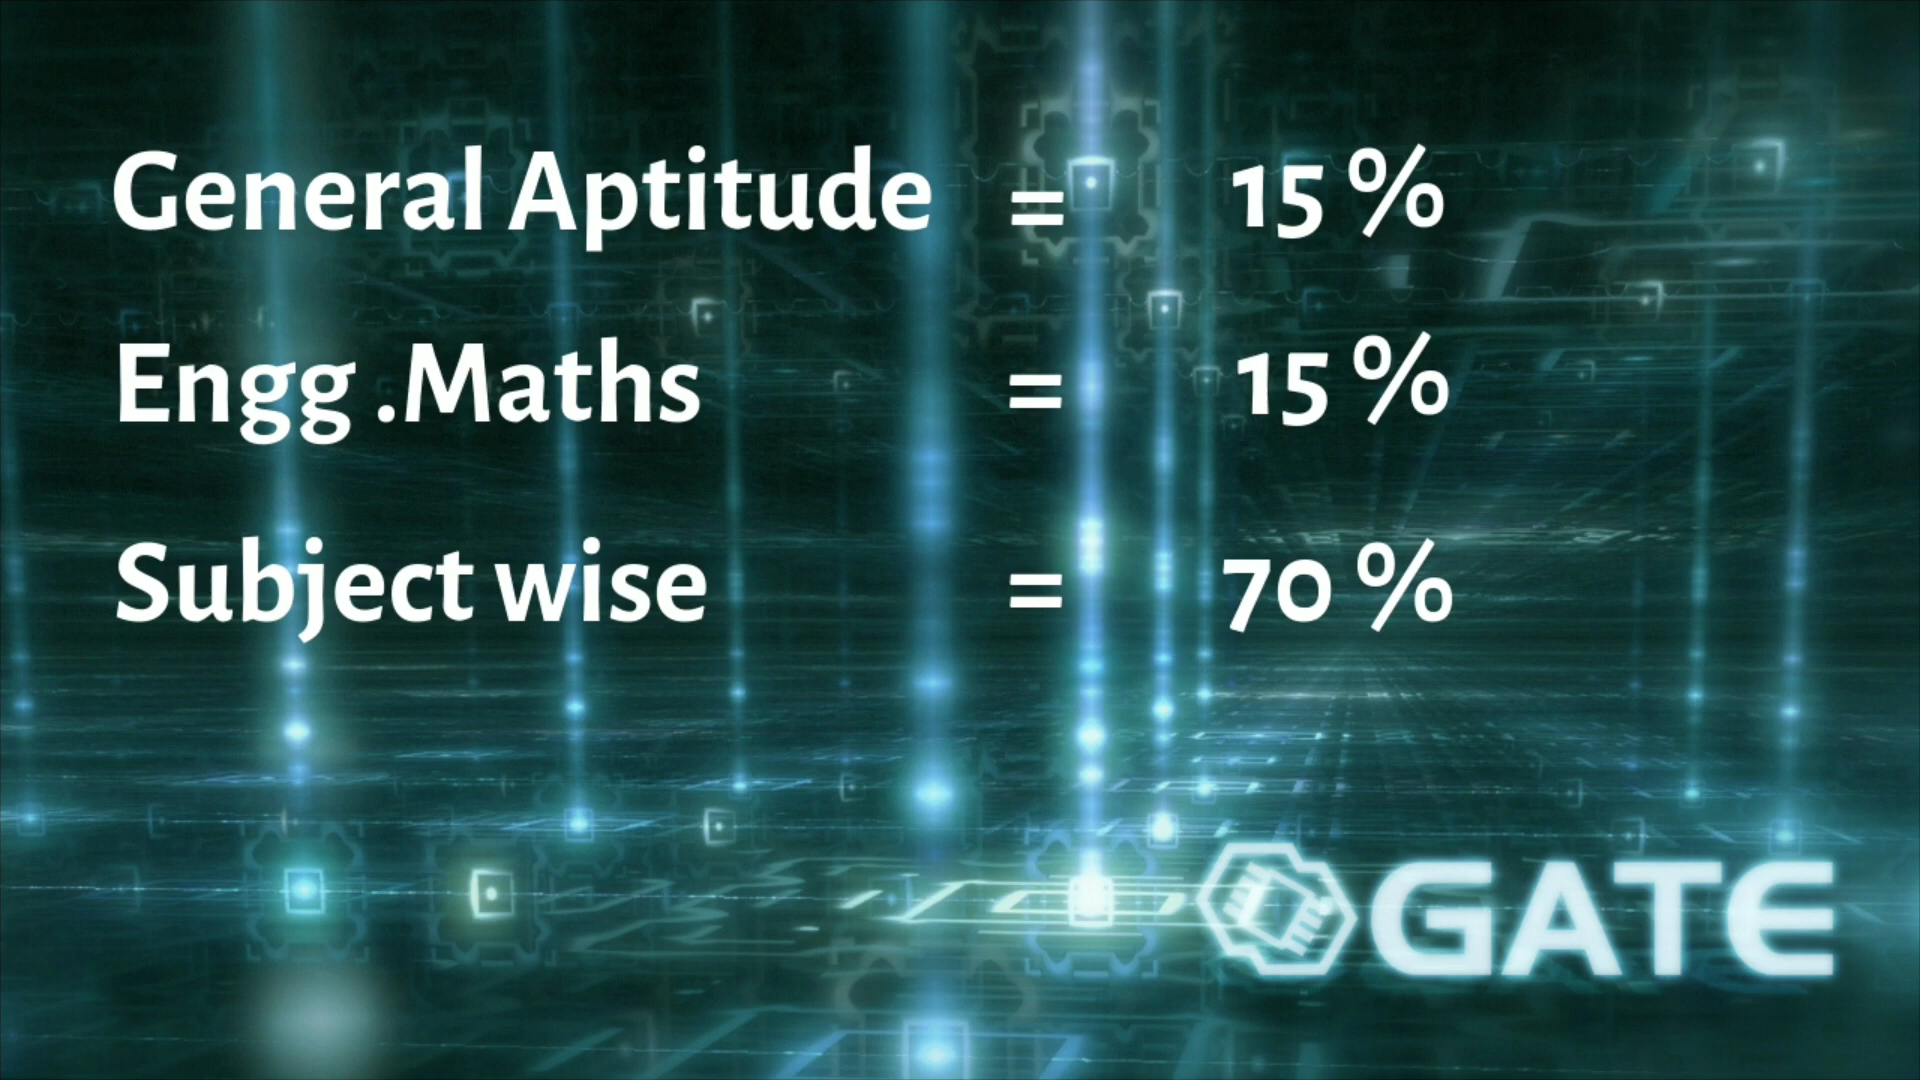 General Aptitude = 15 %
Engg .Maths = 15 %
Subject wise = 70 %
GATE